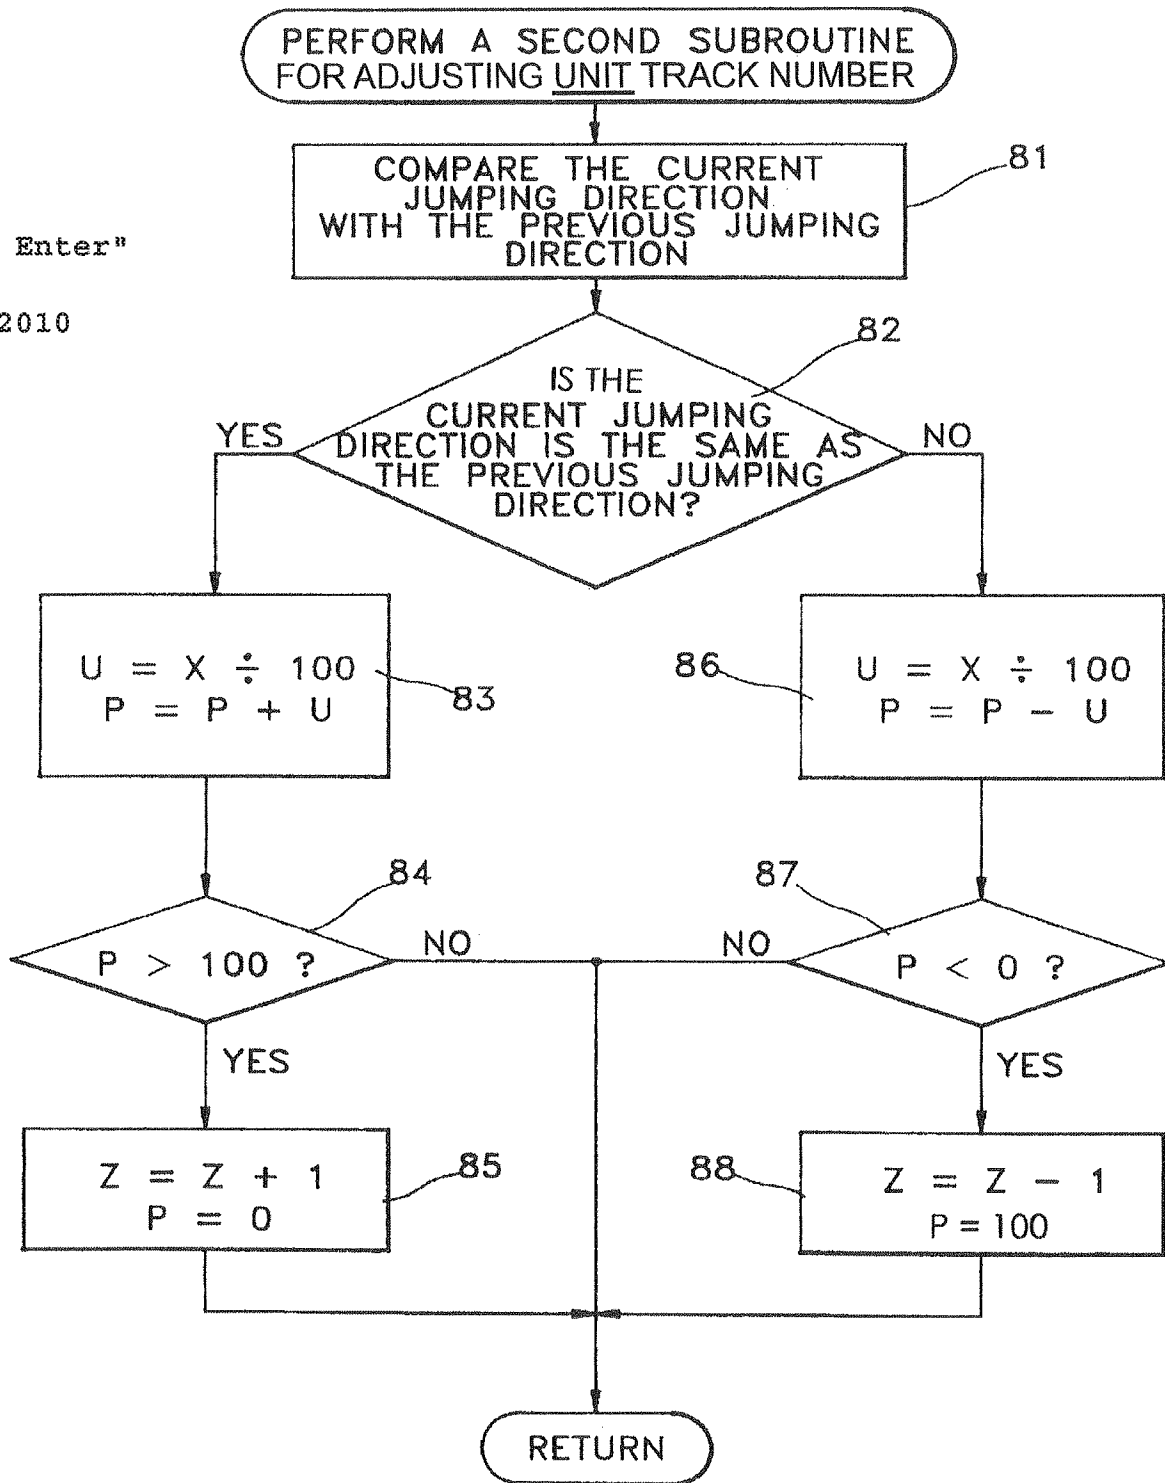 PERFORM A SECOND SUBROUTINE
FOR ADJUSTING UNIT TRACK NUMBER
COMPARE THE CURRENT
JUMPING DIRECTION
WITH THE PREVIOUS JUMPING
DIRECTION
81
Enter"
2010
82
IS THE
CURRENT JUMPING
DIRECTION IS THE SAME AS
THE PREVIOUS JUMPING
DIRECTION?
YES
NO
U = X ÷ 100
P = P + U
83
86
U = X ÷ 100
P = P - U
84
P > 100 ?
NO
87
NO
P < 0 ?
YES
YES
Z = Z + 1
P = 0
85
88
Z = Z - 1
P = 100
RETURN